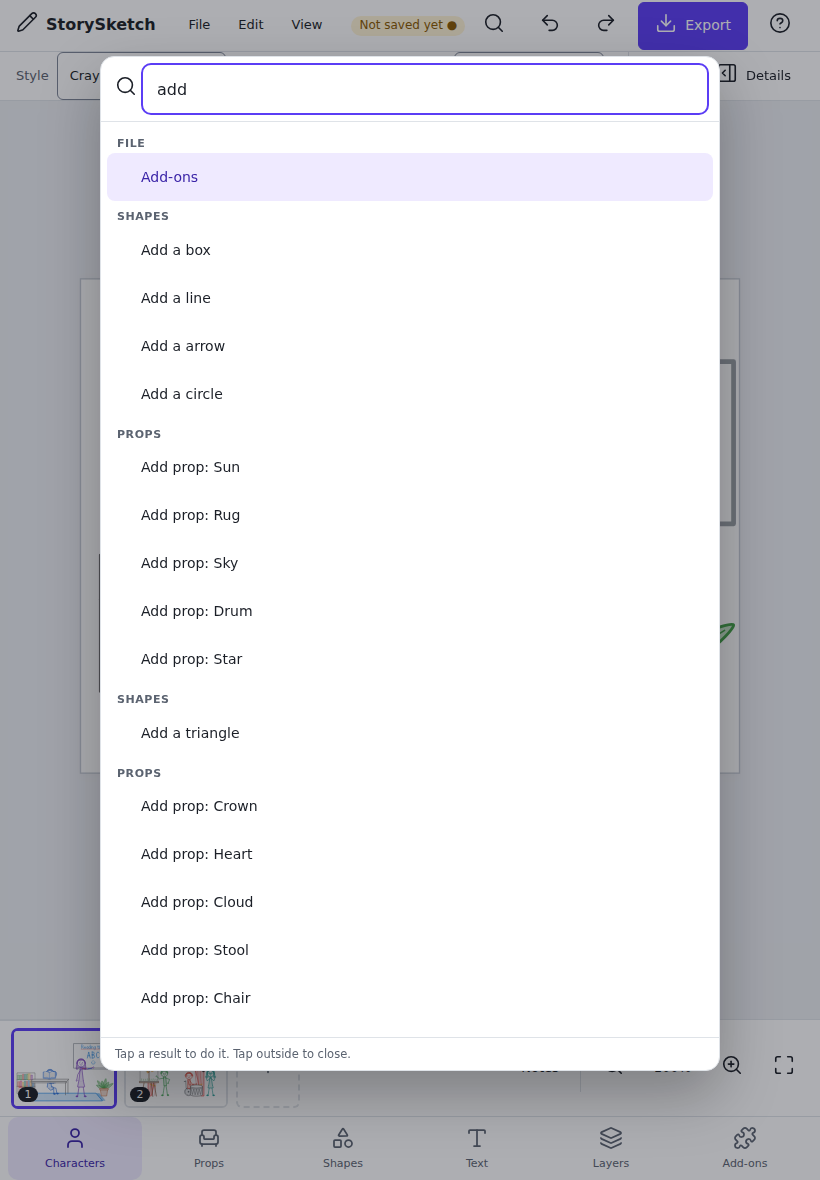 StorySketch
File
Edit
View
Not saved yet
Export
Style
Cray
Details
add
FILE
Add-ons
SHAPES
Add a box
Add a line
Add a arrow
Add a circle
PROPS
Add prop: Sun
Add prop: Rug
Add prop: Sky
Add prop: Drum
Add prop: Star
SHAPES
Add a triangle
PROPS
Add prop: Crown
Add prop: Heart
Add prop: Cloud
Add prop: Stool
Add prop: Chair
Tap a result to do it. Tap outside to close.
1
2
Characters
Props
Shapes
Text
Layers
Add-ons